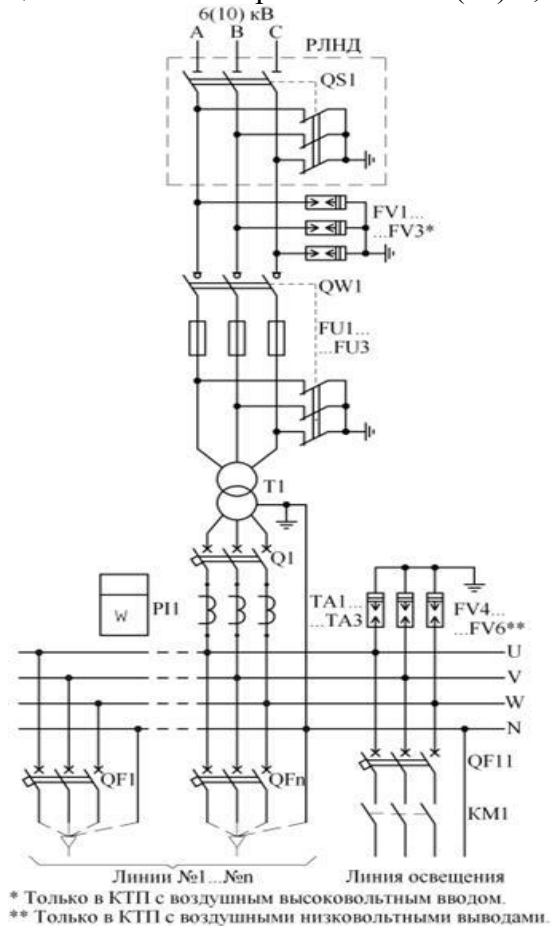 6(10) кВ
A B C
РЛНД
QS1
FV1...
...FV3*
QW1
FU1...
...FU3
T1
Q1
PI1
W
TA1...
...TA3
FV4...
...FV6**
U
V
W
N
QF1
QFn
QF11
KM1
Линии №1...№n
Линия освещения
* Только в КТП с воздушным высоковольтным вводом.
** Только в КТП с воздушными низковольтными выводами.